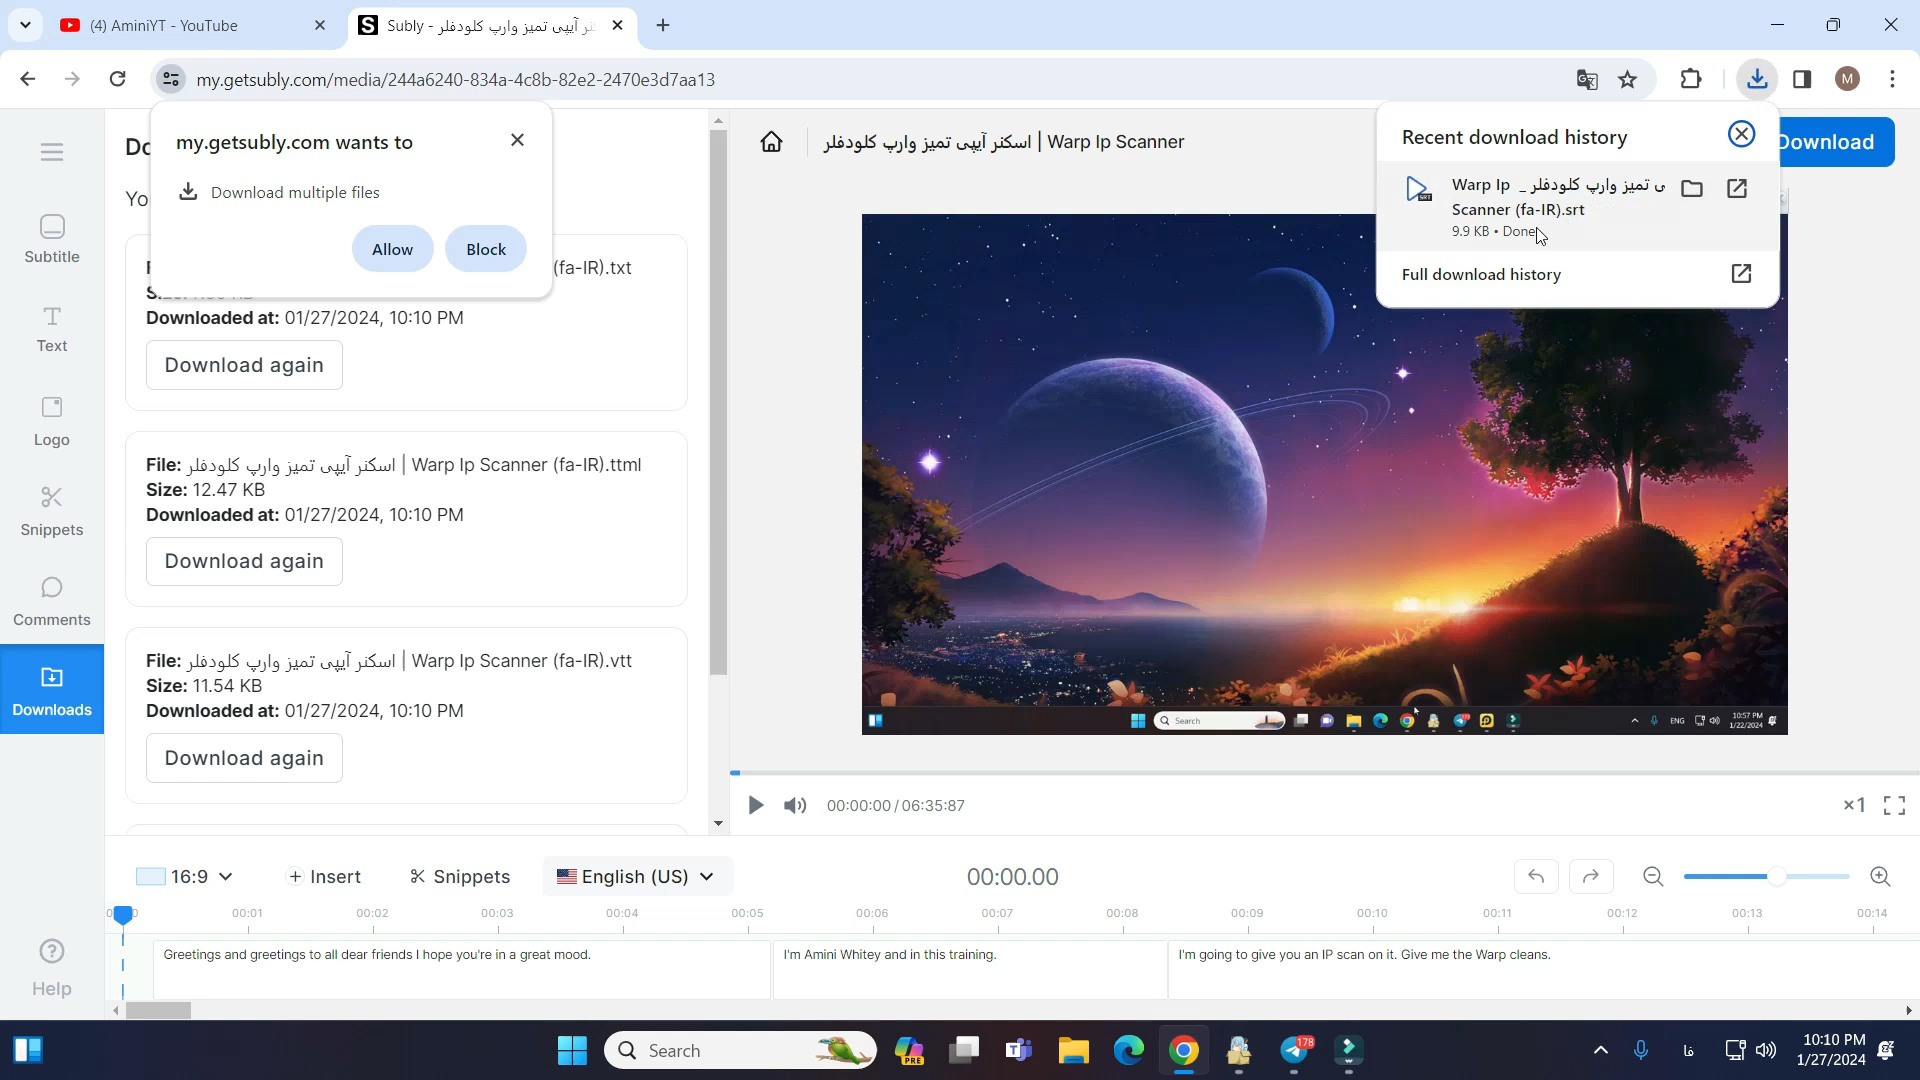 (4) AminiYT - YouTube
Subly - اسکنر آیپی تمیز وارپ کلودفلر
my.getsubly.com/media/244a6240-834a-4c8b-82e2-2470e3d7aa13
M
my.getsubly.com wants to
Download multiple files
Allow
Block
Recent download history
ی تمیز وارپ کلودفلر _ Warp Ip
Scanner (fa-IR).srt
9.9 KB • Done
Full download history
Subtitle
Text
Logo
Snippets
Comments
Downloads
Help
(fa-IR).txt
Downloaded at: 01/27/2024, 10:10 PM
Download again
File: اسکنر آیپی تمیز وارپ کلودفلر | Warp Ip Scanner (fa-IR).ttml
Size: 12.47 KB
Downloaded at: 01/27/2024, 10:10 PM
Download again
File: اسکنر آیپی تمیز وارپ کلودفلر | Warp Ip Scanner (fa-IR).vtt
Size: 11.54 KB
Downloaded at: 01/27/2024, 10:10 PM
Download again
اسکنر آیپی تمیز وارپ کلودفلر | Warp Ip Scanner
Download
Search
ENG
10:57 PM
1/22/2024
00:00:00 / 06:35:87
×1
16:9
Insert
Snippets
English (US)
00:00.00
00:01 00:02 00:03 00:04 00:05 00:06 00:07 00:08 00:09 00:10 00:11 00:12 00:13 00:14
Greetings and greetings to all dear friends I hope you're in a great mood.
I'm Amini Whitey and in this training.
I'm going to give you an IP scan on it. Give me the Warp cleans.
Search
PRE
178
فا
10:10 PM
1/27/2024